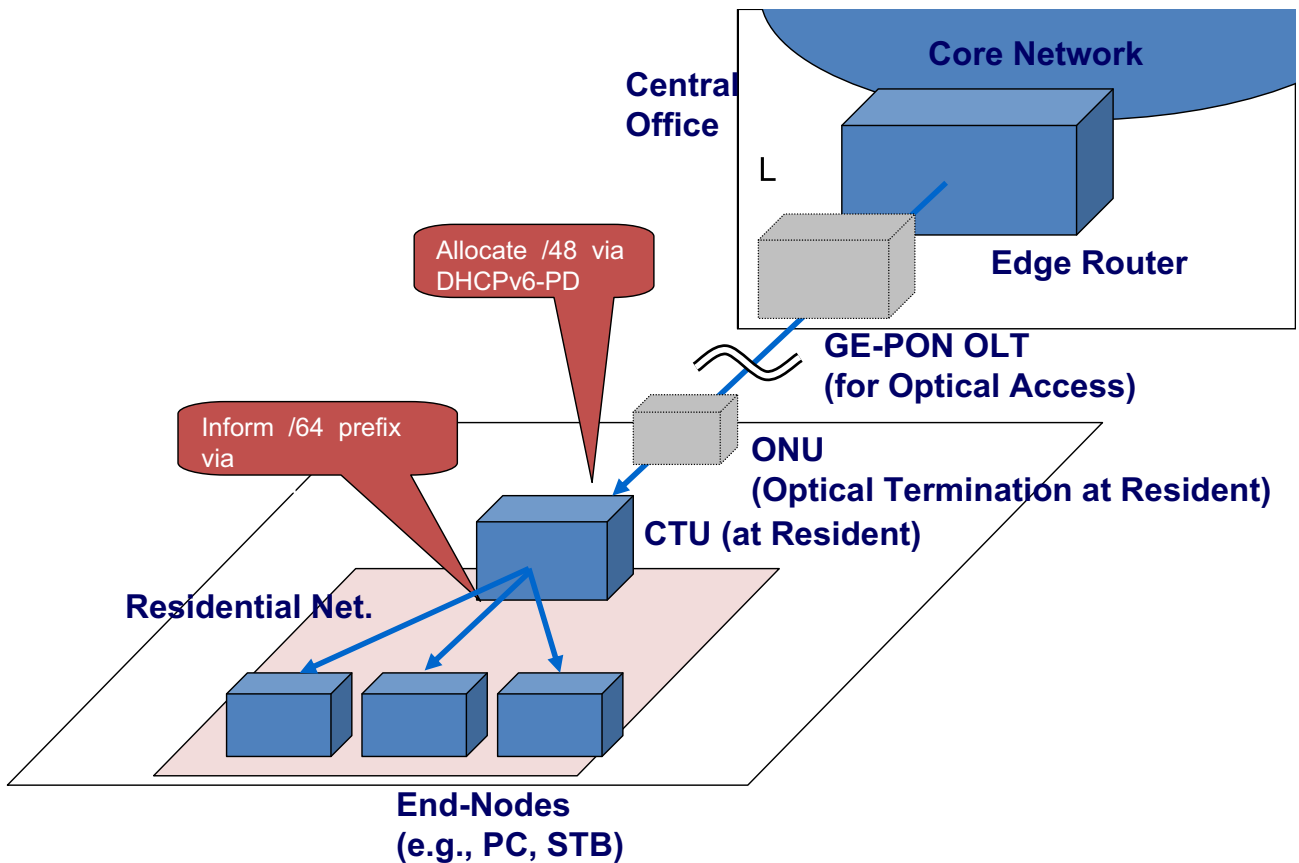 Core Network
Central
Office
L
Edge Router
Allocate /48 via
DHCPv6-PD
GE-PON OLT
(for Optical Access)
Inform /64 prefix
via
ONU
(Optical Termination at Resident)
CTU (at Resident)
Residential Net.
End-Nodes
(e.g., PC, STB)